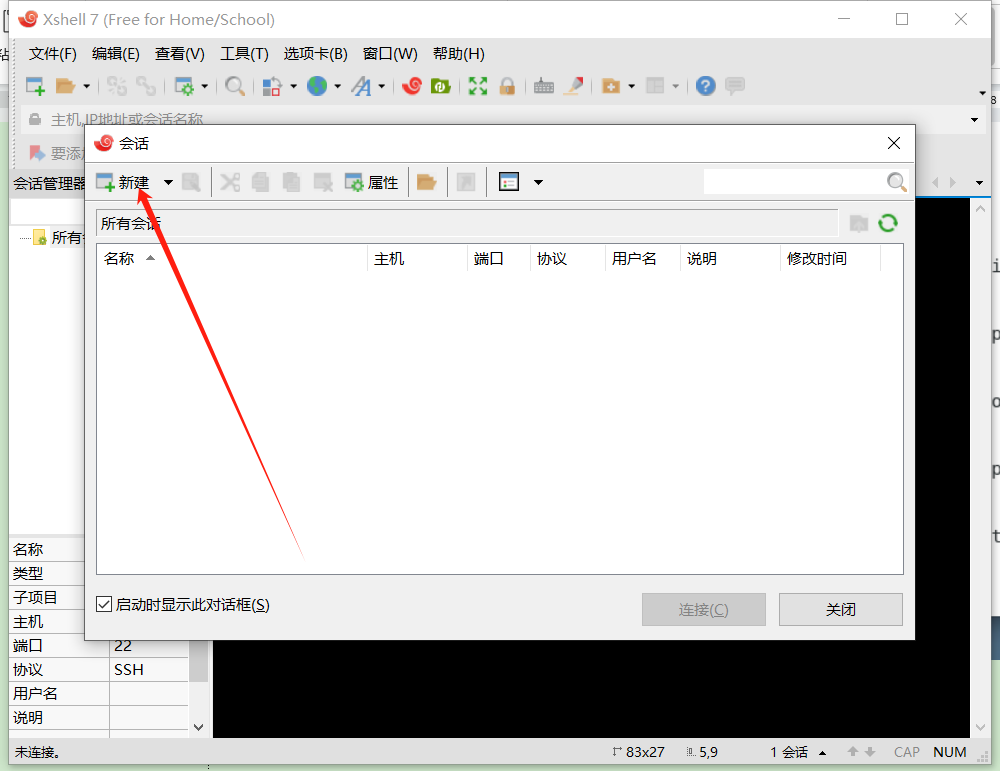 Xshell 7 (Free for Home/School)
文件(F) 编辑(E) 查看(V) 工具(T) 选项卡(B) 窗口(W) 帮助(H)
主机,IP地址或会话名称
会话
要添
会话管理器
新建 属性
所有会话
所有
名称 主机 端口 协议 用户名 说明 修改时间
名称
类型
子项目
启动时显示此对话框(S) 连接(C) 关闭
主机
端口 22
协议 SSH
用户名
说明
未连接。 83x27 5,9 1 会话 CAP NUM